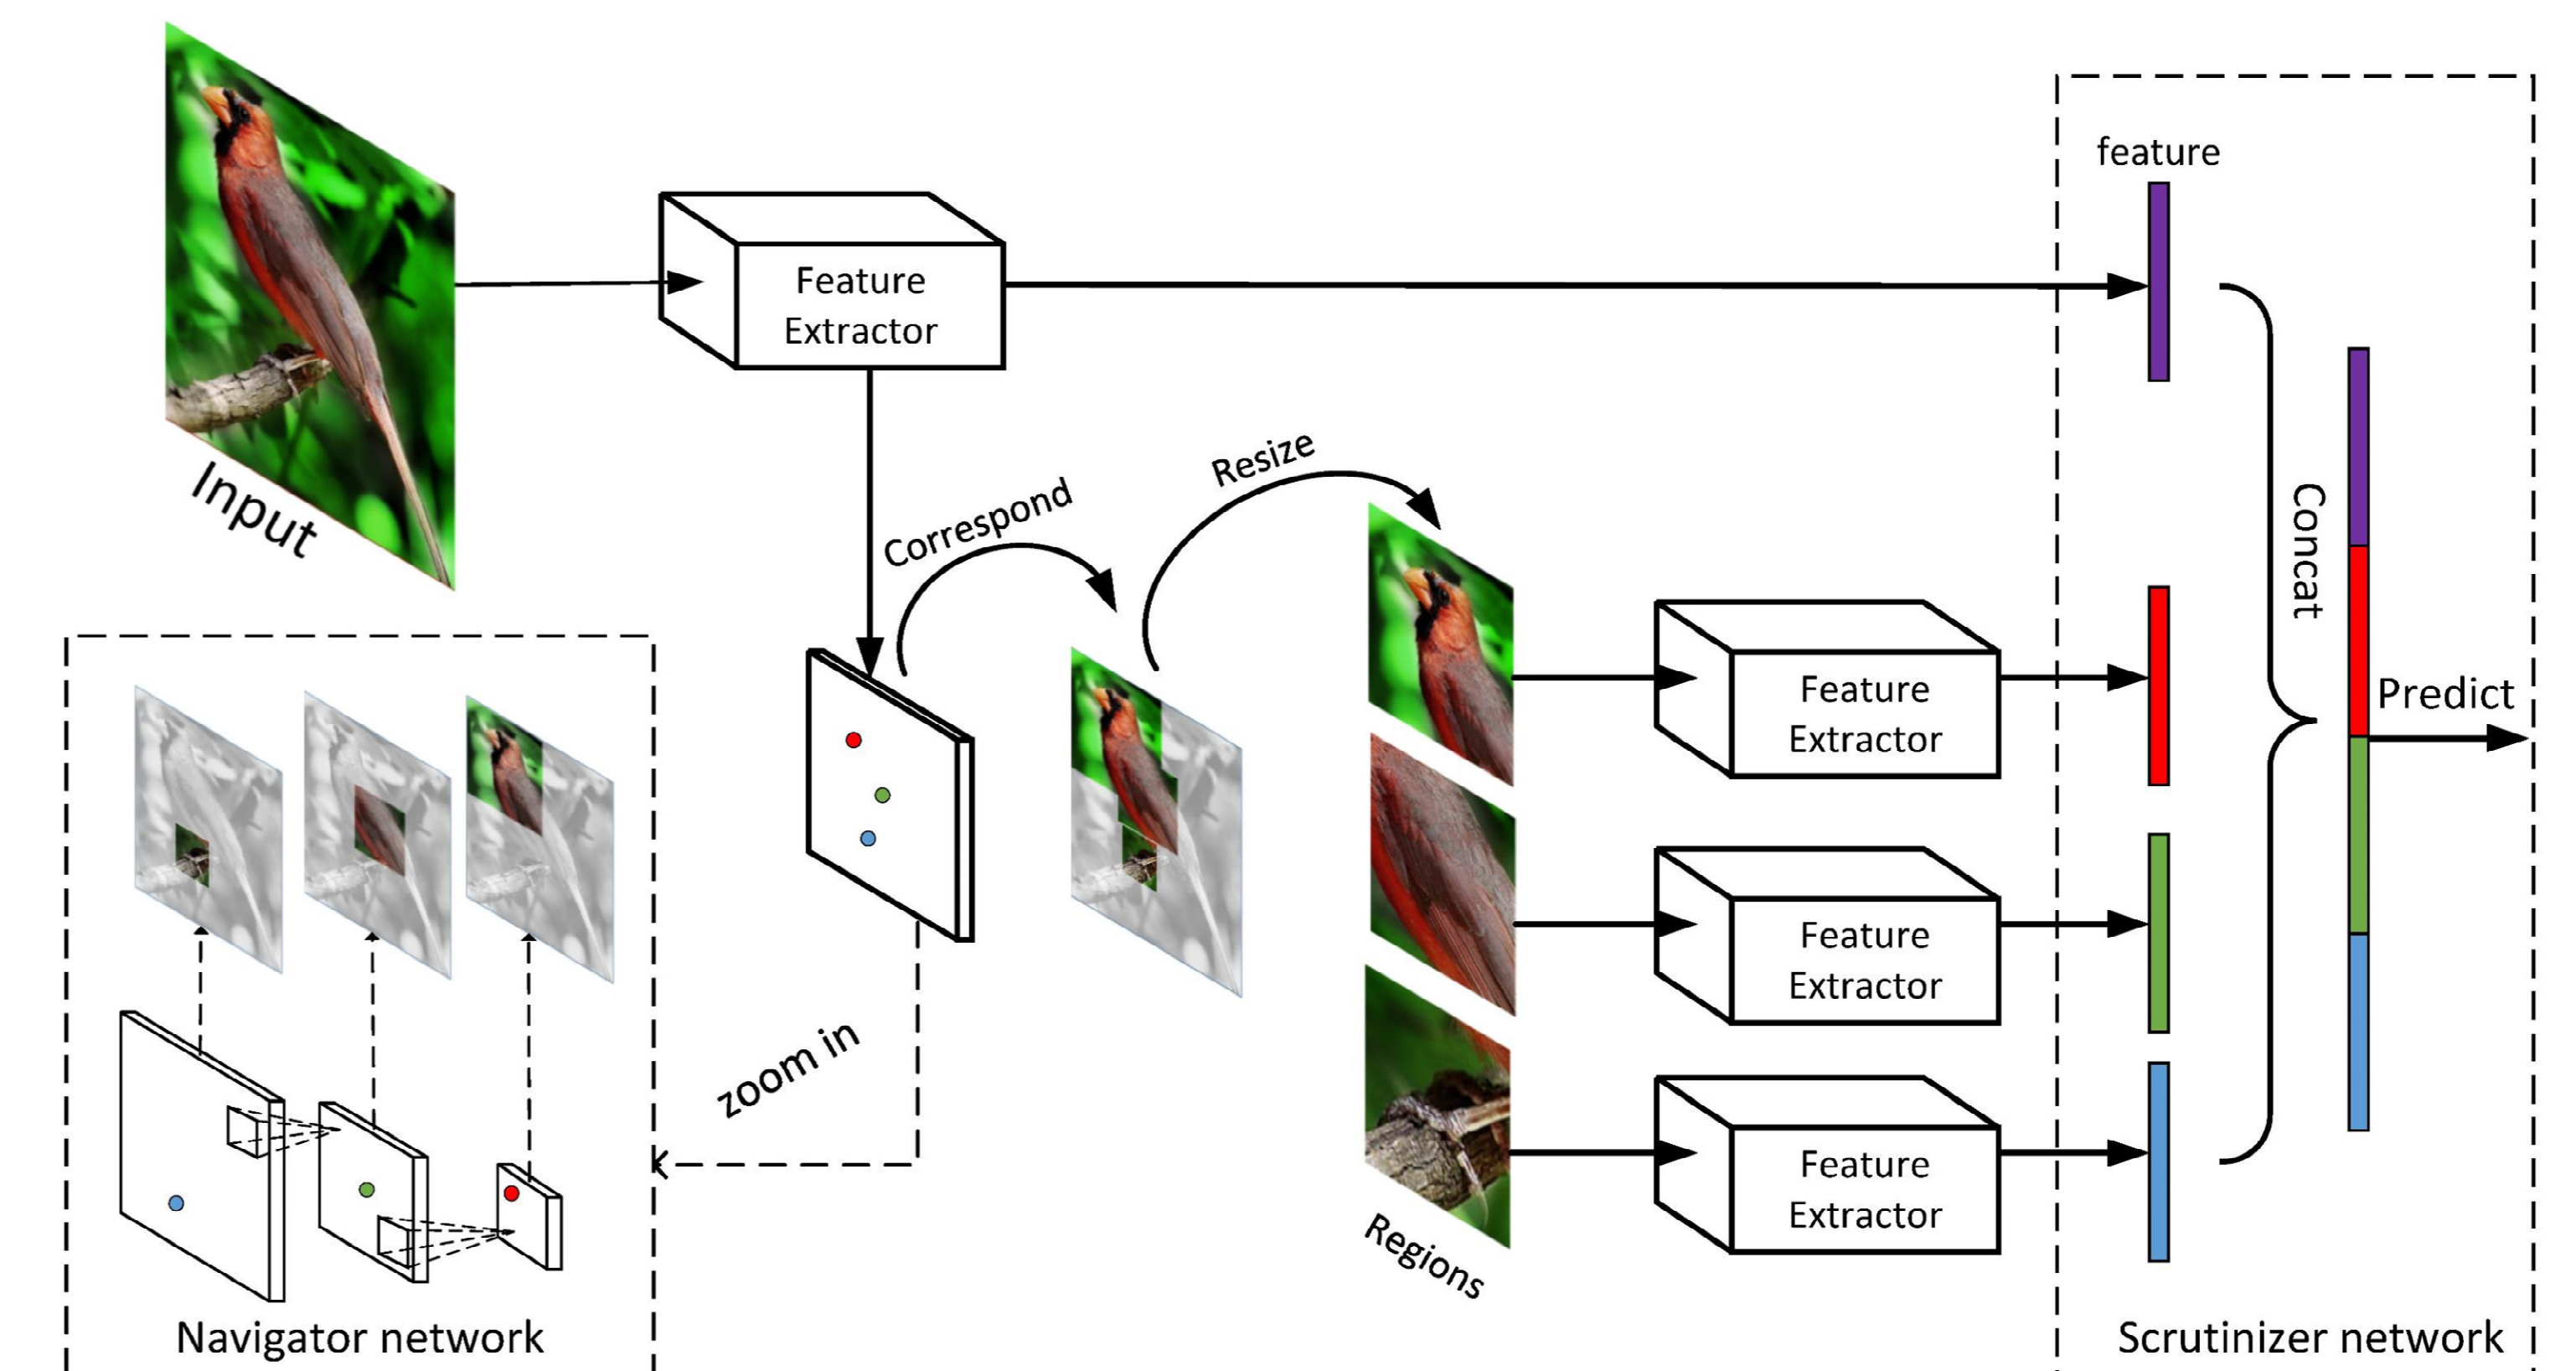 feature
Feature
Extractor
Input
Resize
Correspond
Concat
Feature
Extractor
Predict
Feature
Extractor
zoom in
Feature
Extractor
Regions
Navigator network
Scrutinizer network